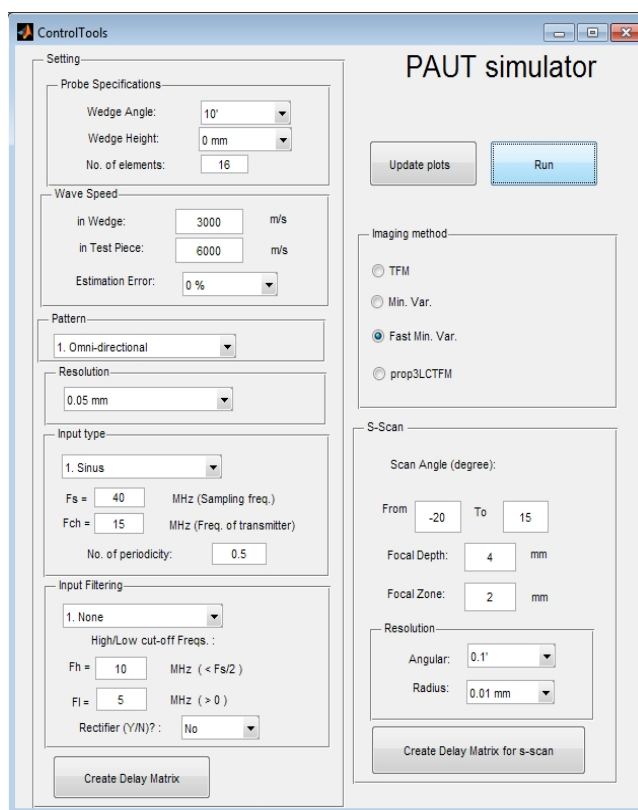 ControlTools
PAUT simulator
Setting
Probe Specifications
Wedge Angle: 10'
Wedge Height: 0 mm
No. of elements: 16
Wave Speed
in Wedge: 3000 m/s
in Test Piece: 6000 m/s
Estimation Error: 0 %
Pattern
1. Omni-directional
Resolution
0.05 mm
Input type
1. Sinus
Fs = 40 MHz (Sampling freq.)
Fch = 15 MHz (Freq. of transmitter)
No. of periodicity: 0.5
Input Filtering
1. None
High/Low cut-off Freqs. :
Fh = 10 MHz ( < Fs/2 )
Fl = 5 MHz ( > 0 )
Rectifier (Y/N)? : No
Create Delay Matrix
Update plots
Run
Imaging method
TFM
Min. Var.
Fast Min. Var.
prop3LCTFM
S-Scan
Scan Angle (degree):
From -20 To 15
Focal Depth: 4 mm
Focal Zone: 2 mm
Resolution
Angular: 0.1'
Radius: 0.01 mm
Create Delay Matrix for s-scan